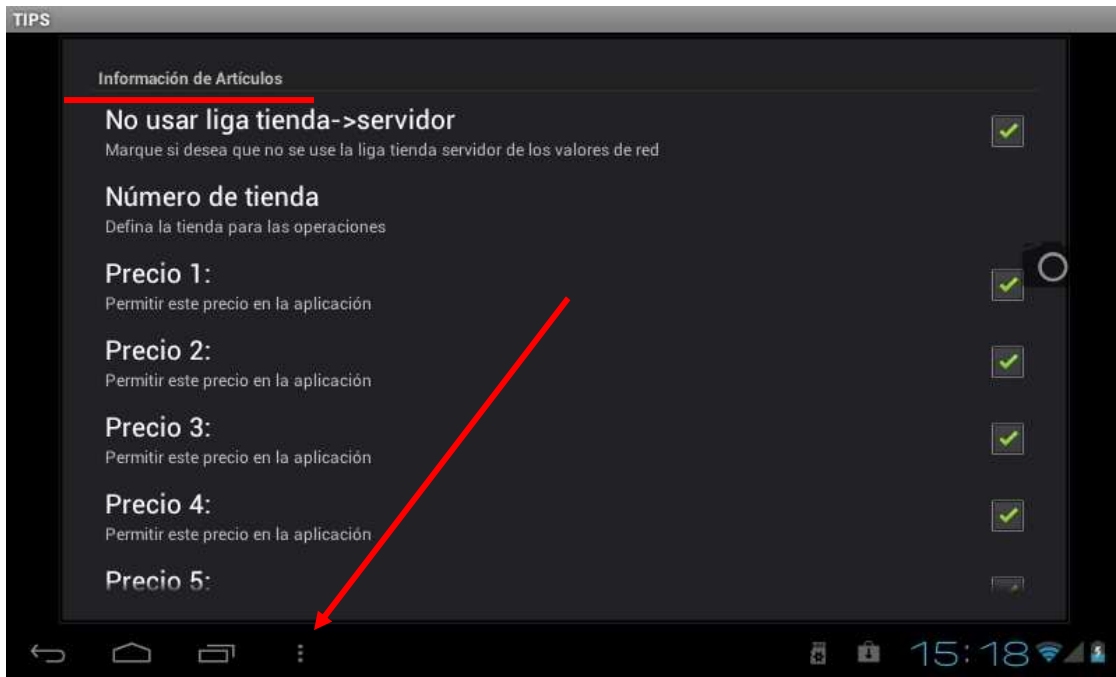 TIPS
Información de Artículos
No usar liga tienda->servidor
Marque si desea que no se use la liga tienda servidor de los valores de red
Número de tienda
Defina la tienda para las operaciones
Precio 1:
Permitir este precio en la aplicación
Precio 2:
Permitir este precio en la aplicación
Precio 3:
Permitir este precio en la aplicación
Precio 4:
Permitir este precio en la aplicación
Precio 5:
15:18